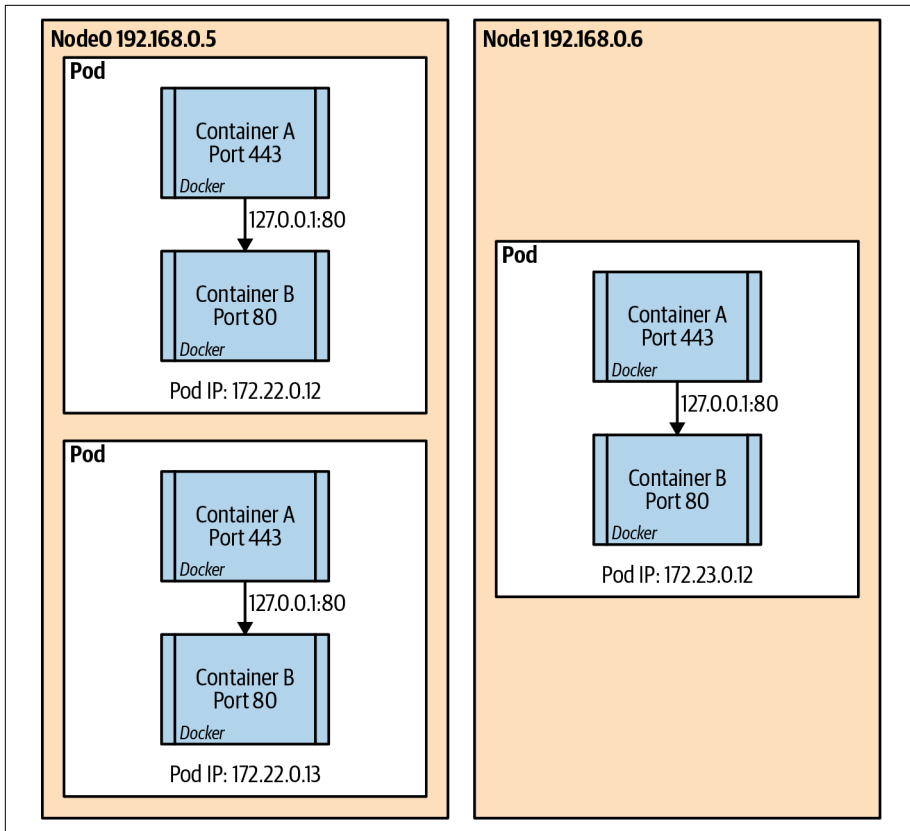 Node0 192.168.0.5
Pod
Container A
Port 443
Docker
127.0.0.1:80
Container B
Port 80
Docker
Pod IP: 172.22.0.12
Pod
Container A
Port 443
Docker
127.0.0.1:80
Container B
Port 80
Docker
Pod IP: 172.22.0.13
Node1 192.168.0.6
Pod
Container A
Port 443
Docker
127.0.0.1:80
Container B
Port 80
Docker
Pod IP: 172.23.0.12